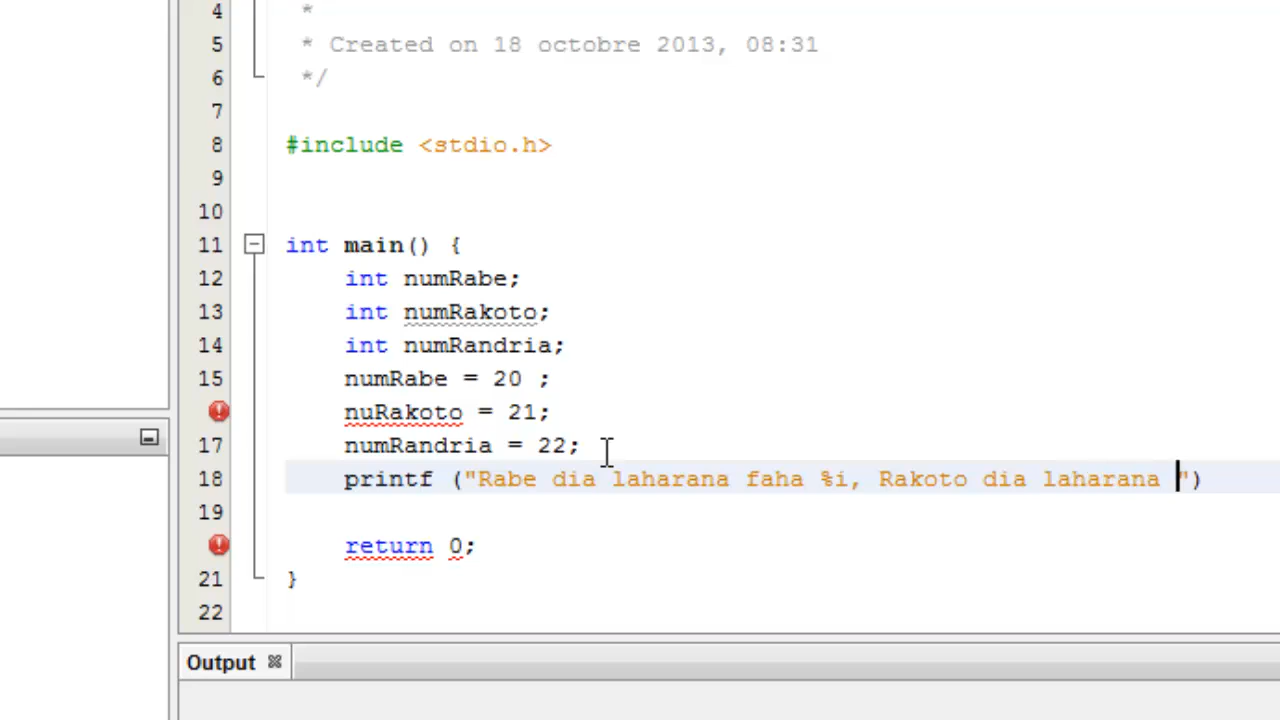 4 *
5 * Created on 18 octobre 2013, 08:31
6 */
7
8 #include <stdio.h>
9
10
11 int main() {
12 int numRabe;
13 int numRakoto;
14 int numRandria;
15 numRabe = 20 ;
nuRakoto = 21;
17 numRandria = 22;
18 printf ("Rabe dia laharana faha %i, Rakoto dia laharana ")
19
return 0;
21 }
22
Output